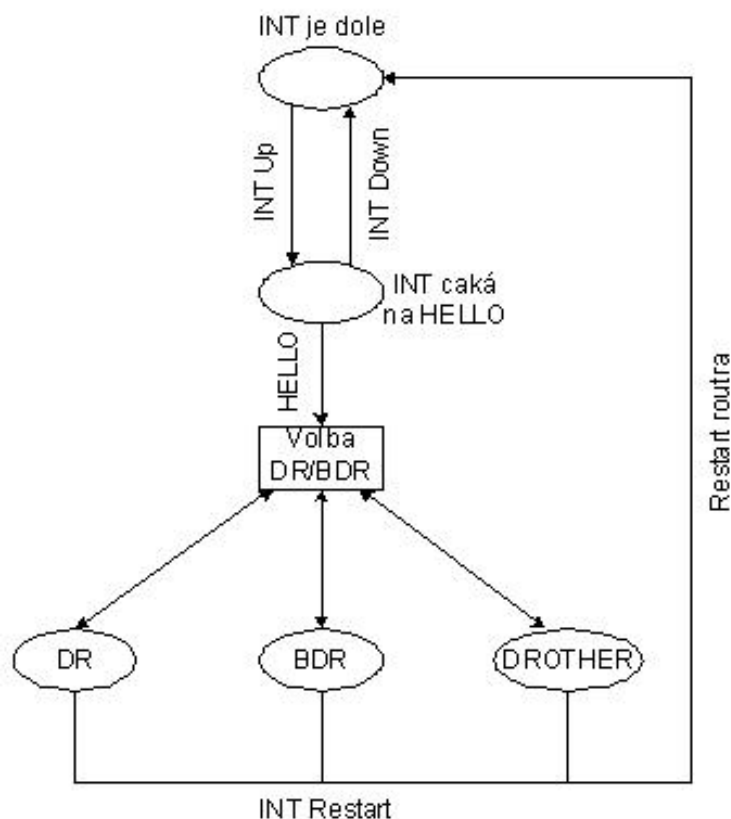 INT je dole
INT Up
INT Down
INT caká
na HELLO
HELLO
Volba
DR/BDR
Restart routra
DR
BDR
DROTHER
INT Restart